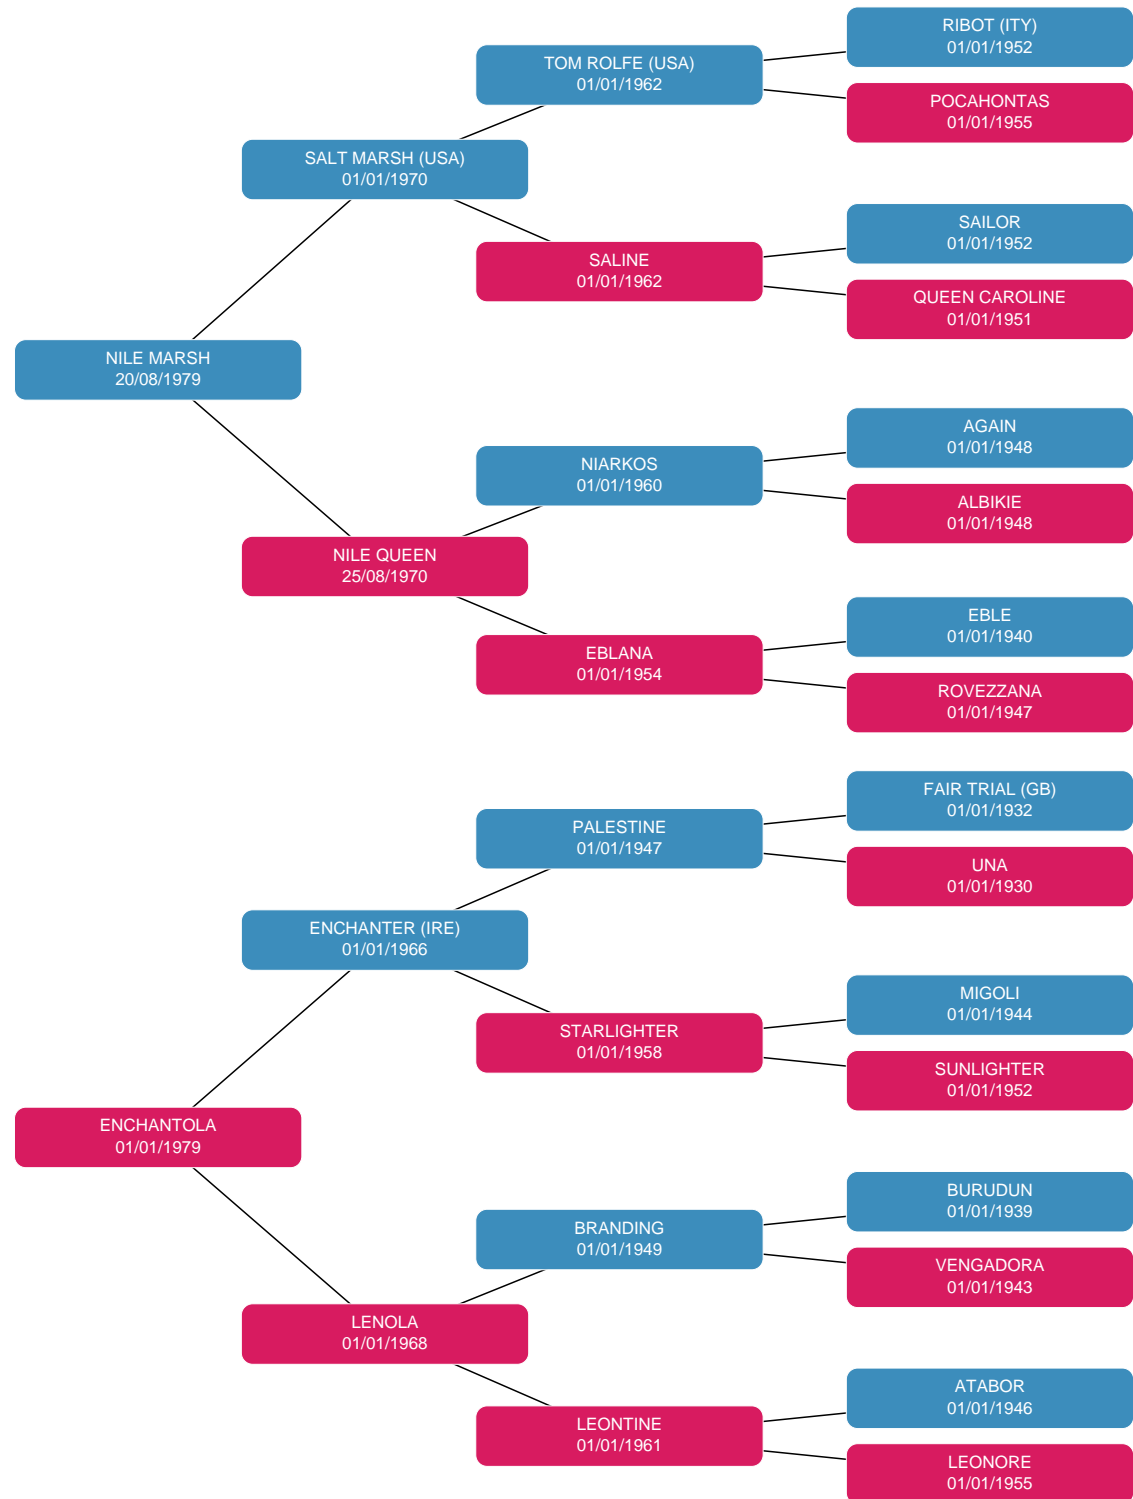 RIBOT (ITY)
01/01/1952
TOM ROLFE (USA)
01/01/1962
POCAHONTAS
01/01/1955
SALT MARSH (USA)
01/01/1970
SAILOR
01/01/1952
SALINE
01/01/1962
QUEEN CAROLINE
01/01/1951
NILE MARSH
20/08/1979
AGAIN
01/01/1948
NIARKOS
01/01/1960
ALBIKIE
01/01/1948
NILE QUEEN
25/08/1970
EBLE
01/01/1940
EBLANA
01/01/1954
ROVEZZANA
01/01/1947
FAIR TRIAL (GB)
01/01/1932
PALESTINE
01/01/1947
UNA
01/01/1930
ENCHANTER (IRE)
01/01/1966
MIGOLI
01/01/1944
STARLIGHTER
01/01/1958
SUNLIGHTER
01/01/1952
ENCHANTOLA
01/01/1979
BURUDUN
01/01/1939
BRANDING
01/01/1949
VENGADORA
01/01/1943
LENOLA
01/01/1968
ATABOR
01/01/1946
LEONTINE
01/01/1961
LEONORE
01/01/1955